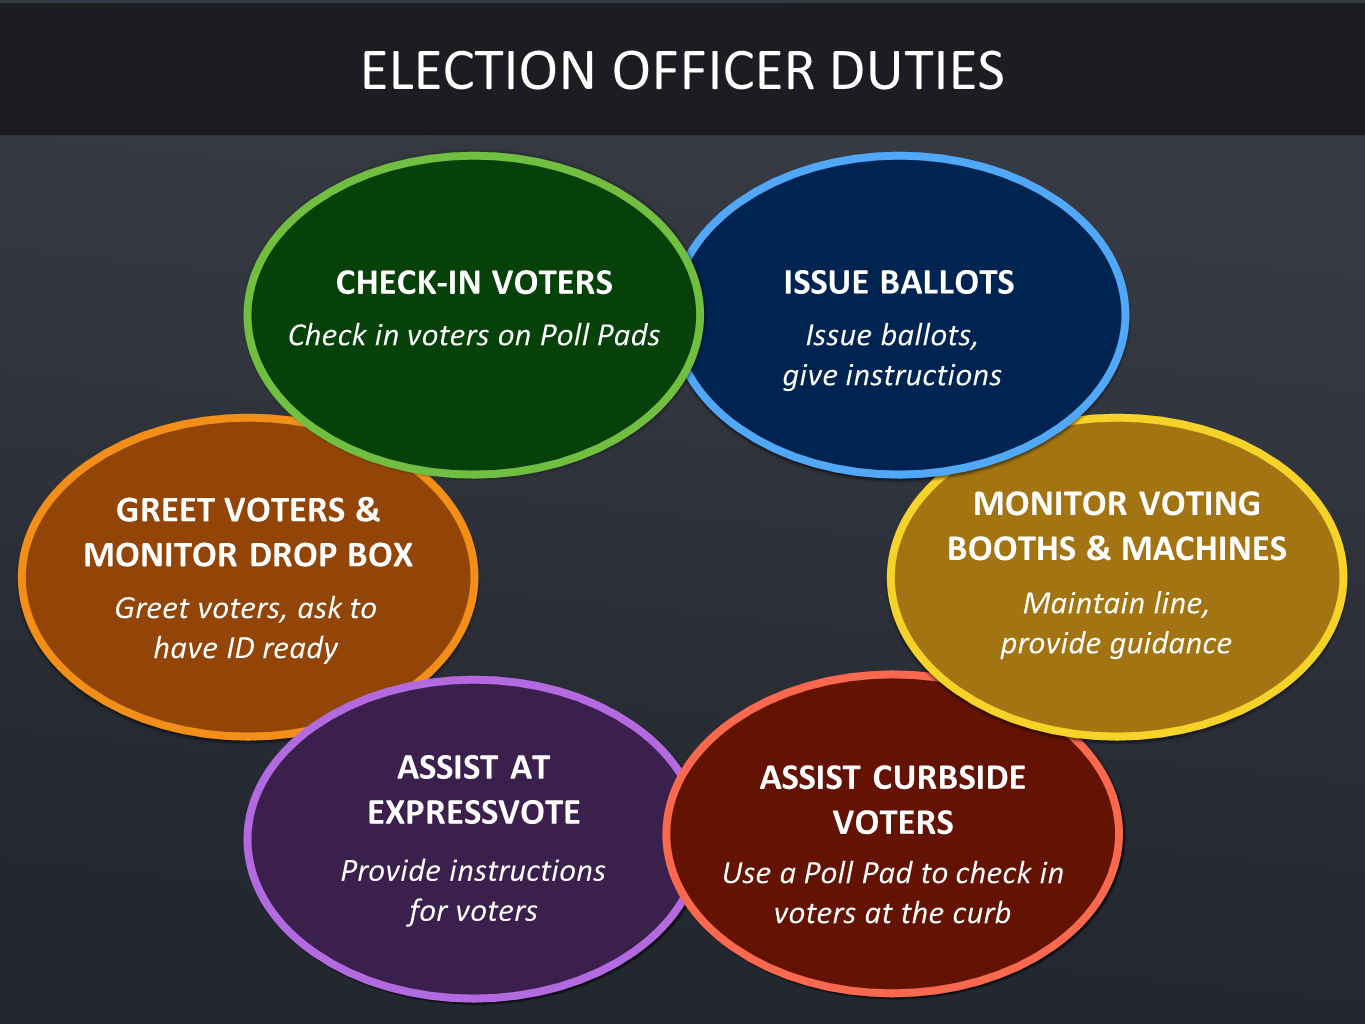 ELECTION OFFICER DUTIES
CHECK-IN VOTERS
Check in voters on Poll Pads
ISSUE BALLOTS
Issue ballots,
give instructions
GREET VOTERS &
MONITOR DROP BOX
Greet voters, ask to
have ID ready
MONITOR VOTING
BOOTHS & MACHINES
Maintain line,
provide guidance
ASSIST AT
EXPRESSVOTE
Provide instructions
for voters
ASSIST CURBSIDE
VOTERS
Use a Poll Pad to check in
voters at the curb